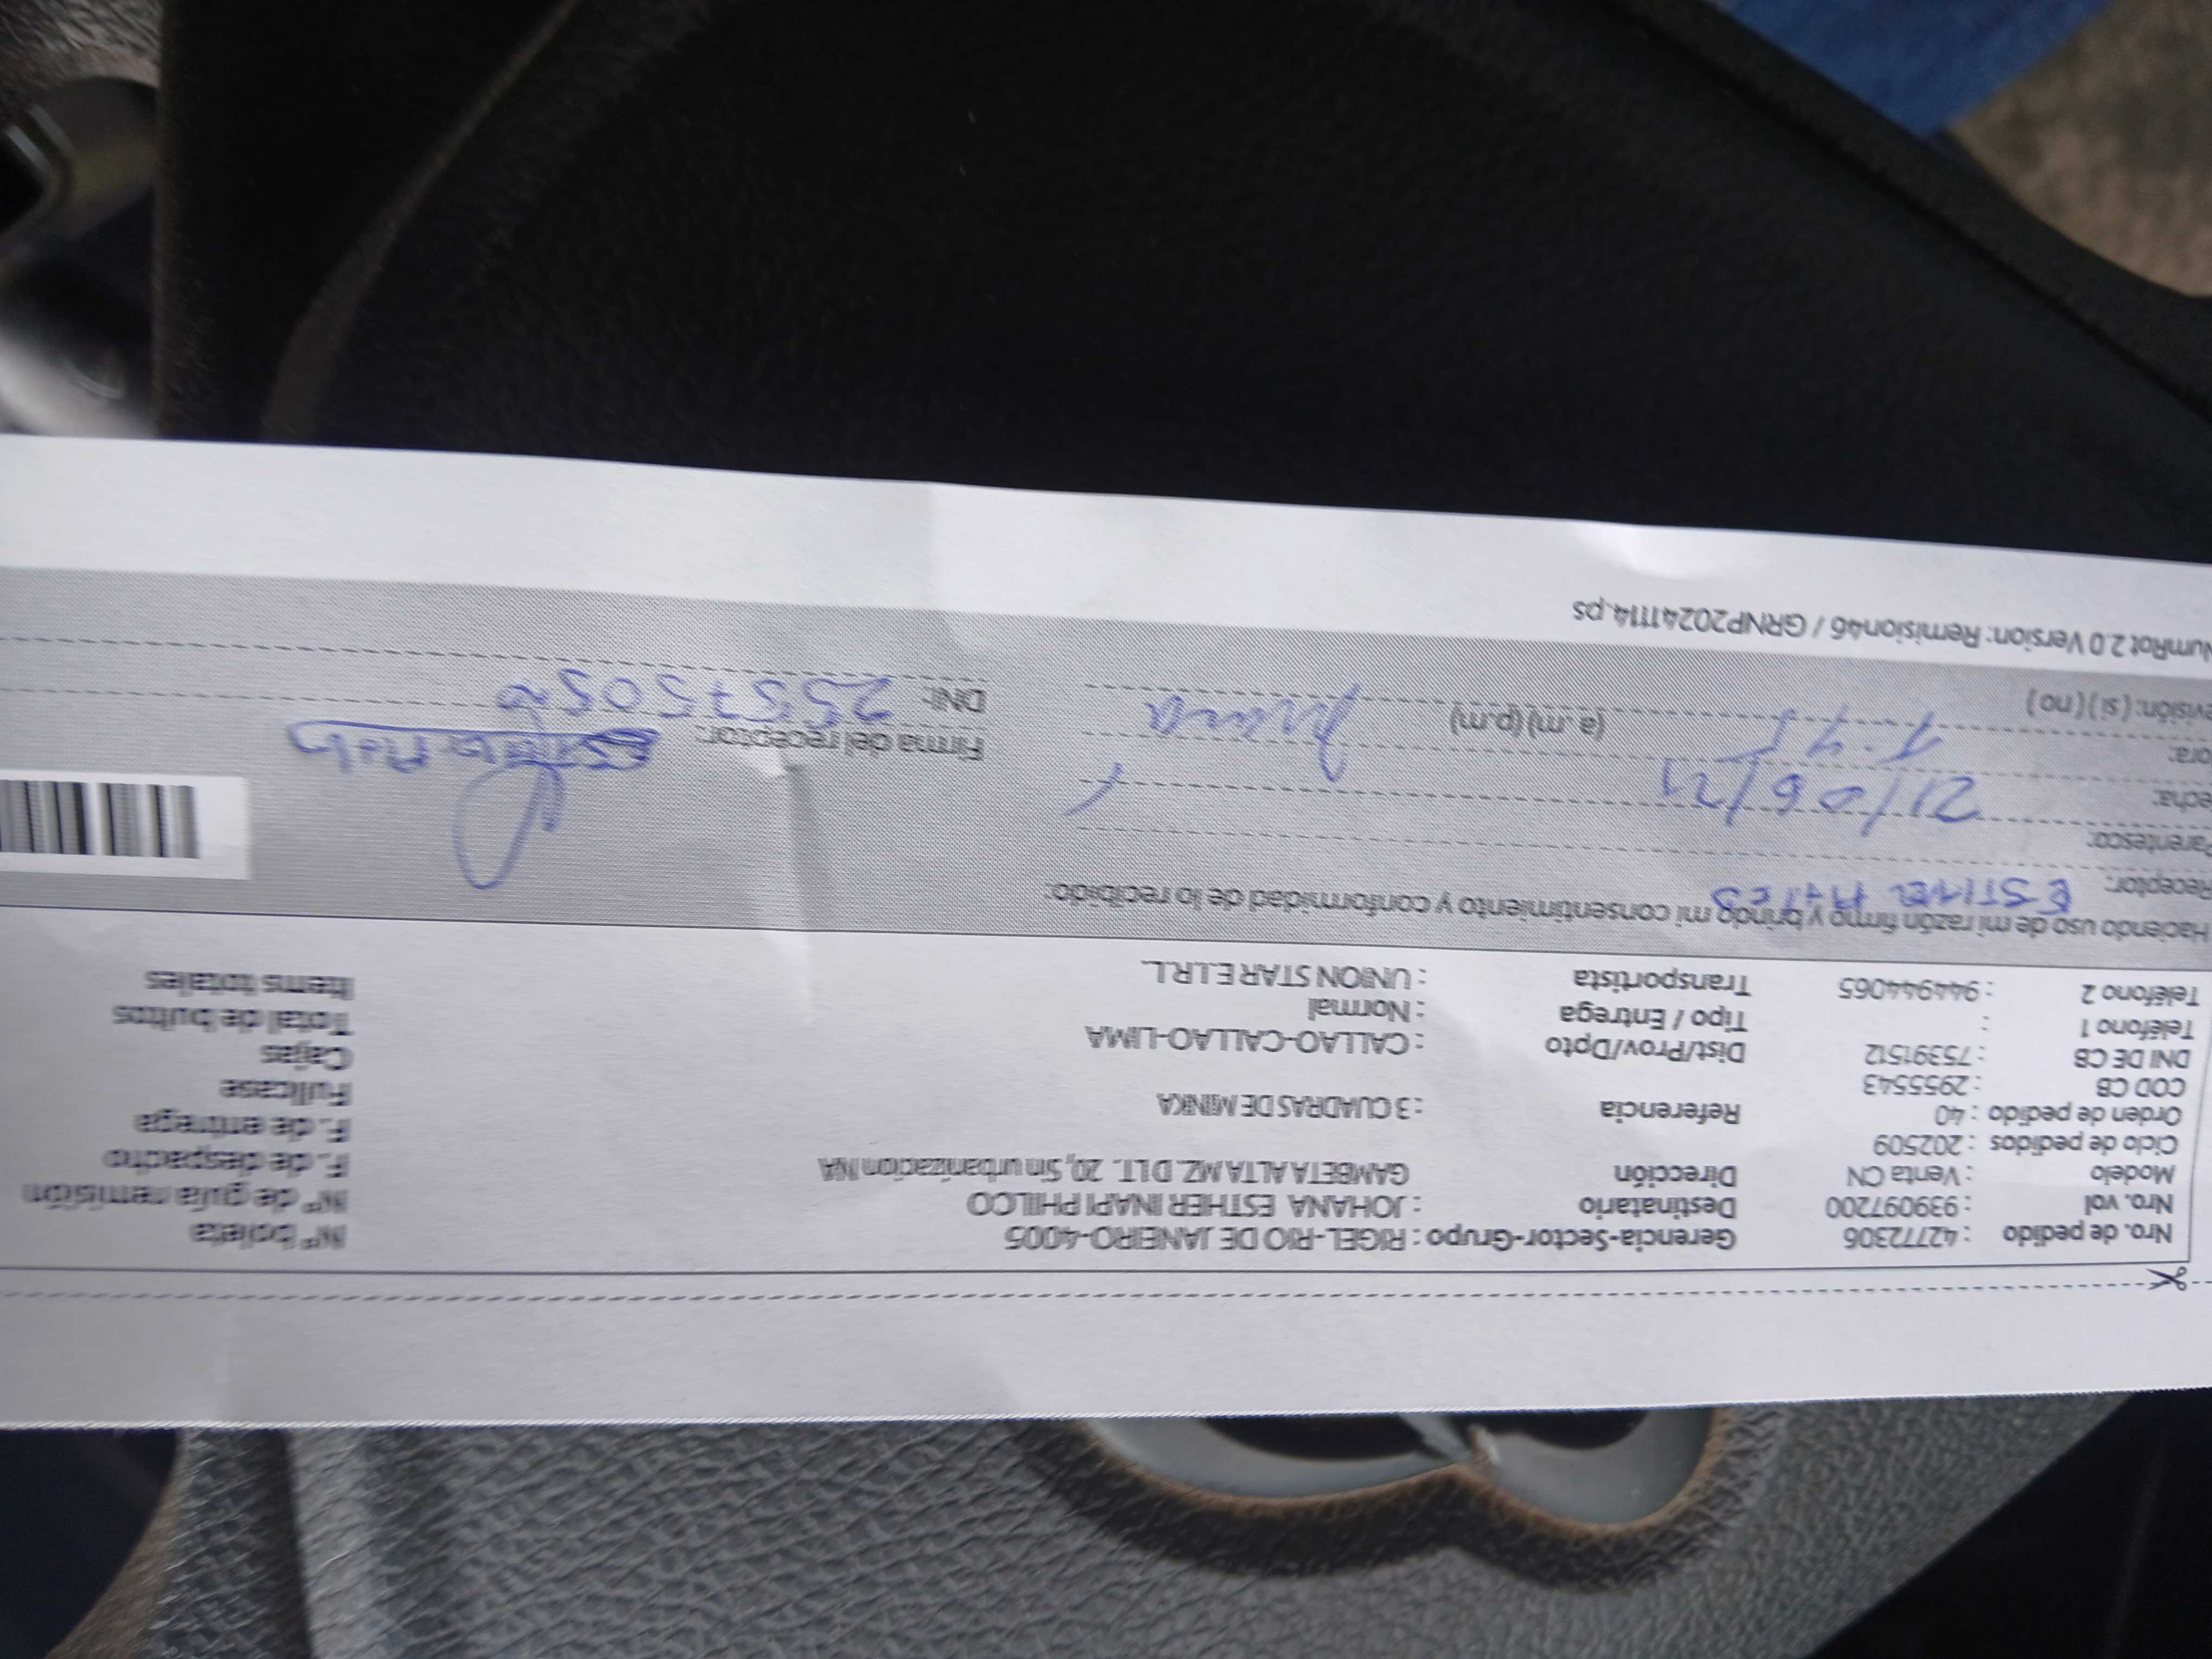 Nro. de pedido : 42772306 Gerencia-Sector-Grupo : RIGEL-RIO DE JANEIRO-4005 N° boleta
Nro. vol : 939097200 Destinatario : JOHANA ESTHER INAPI PHILCO N° de guía remisión
Modelo : Venta CN Dirección GAMBETA ALTA MZ. D LT. 20, Sin urbanizacion NA F. de despacho
Ciclo de pedidos : 202509 F. de entrega
Orden de pedido : 40 Referencia : 3 CUADRAS DE MINKA Fullcase
COD CB : 2955543 Cajas
DNI DE CB : 75391512 Dist/Prov/Dpto : CALLAO-CALLAO-LIMA Total de bultos
Teléfono 1 : Tipo / Entrega : Normal Items totales
Teléfono 2 : 944944065 Transportista : UNION STAR E.I.R.L.
Haciendo uso de mi razón firmo y brindo mi consentimiento y conformidad de lo recibido:
Receptor: ESTHER
Parentesco:
echa: 21/06/
ora: (a .m) (p.m) Firma del receptor:
evisión: (si) ( no ) DNI:
NumRot 2.0 Version: Remision46 / GRNP20241114.ps